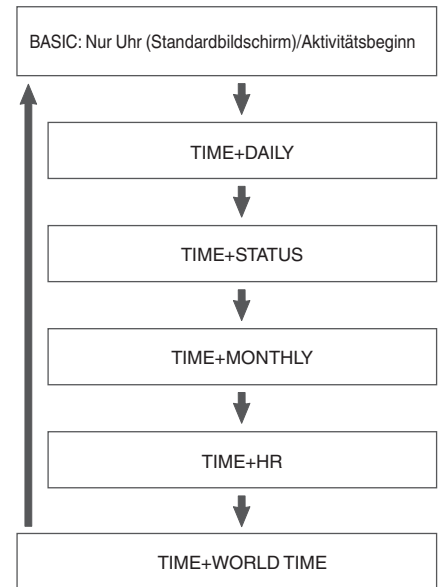 BASIC: Nur Uhr (Standardbildschirm)/Aktivitätsbeginn
TIME+DAILY
TIME+STATUS
TIME+MONTHLY
TIME+HR
TIME+WORLD TIME